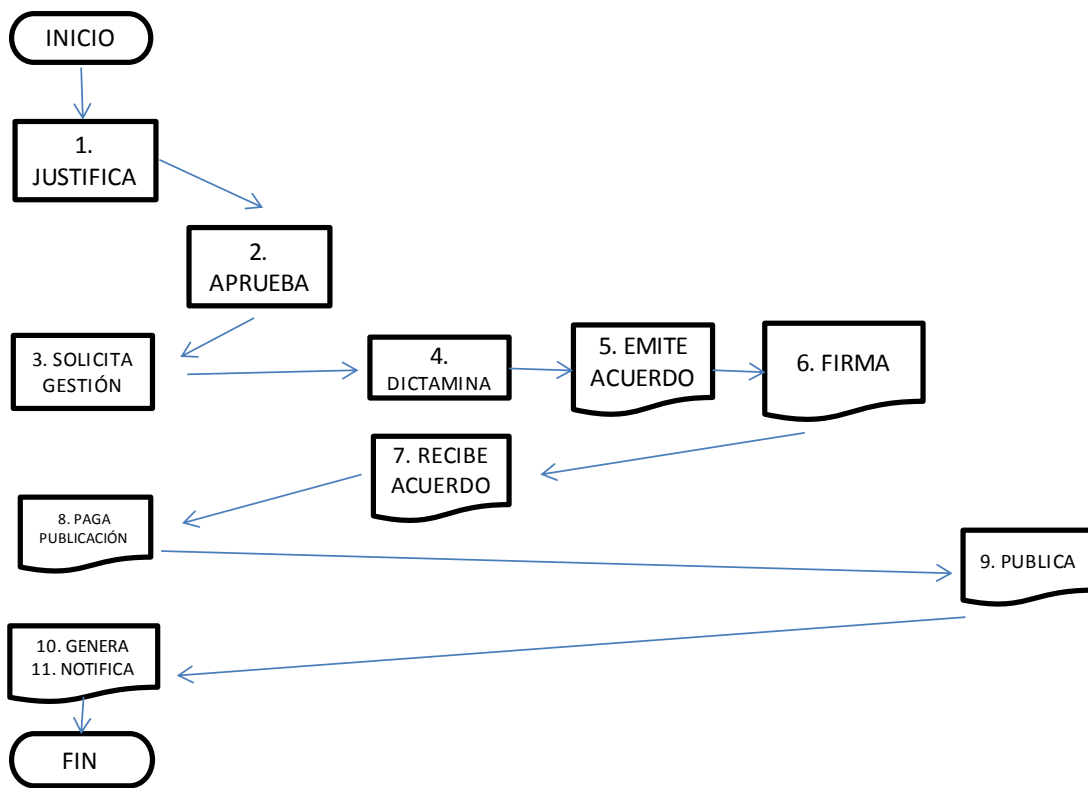 INICIO
1.
JUSTIFICA
2.
APRUEBA
3. SOLICITA
GESTIÓN
4.
DICTAMINA
5. EMITE
ACUERDO
6. FIRMA
7. RECIBE
ACUERDO
8. PAGA
PUBLICACIÓN
9. PUBLICA
10. GENERA
11. NOTIFICA
FIN